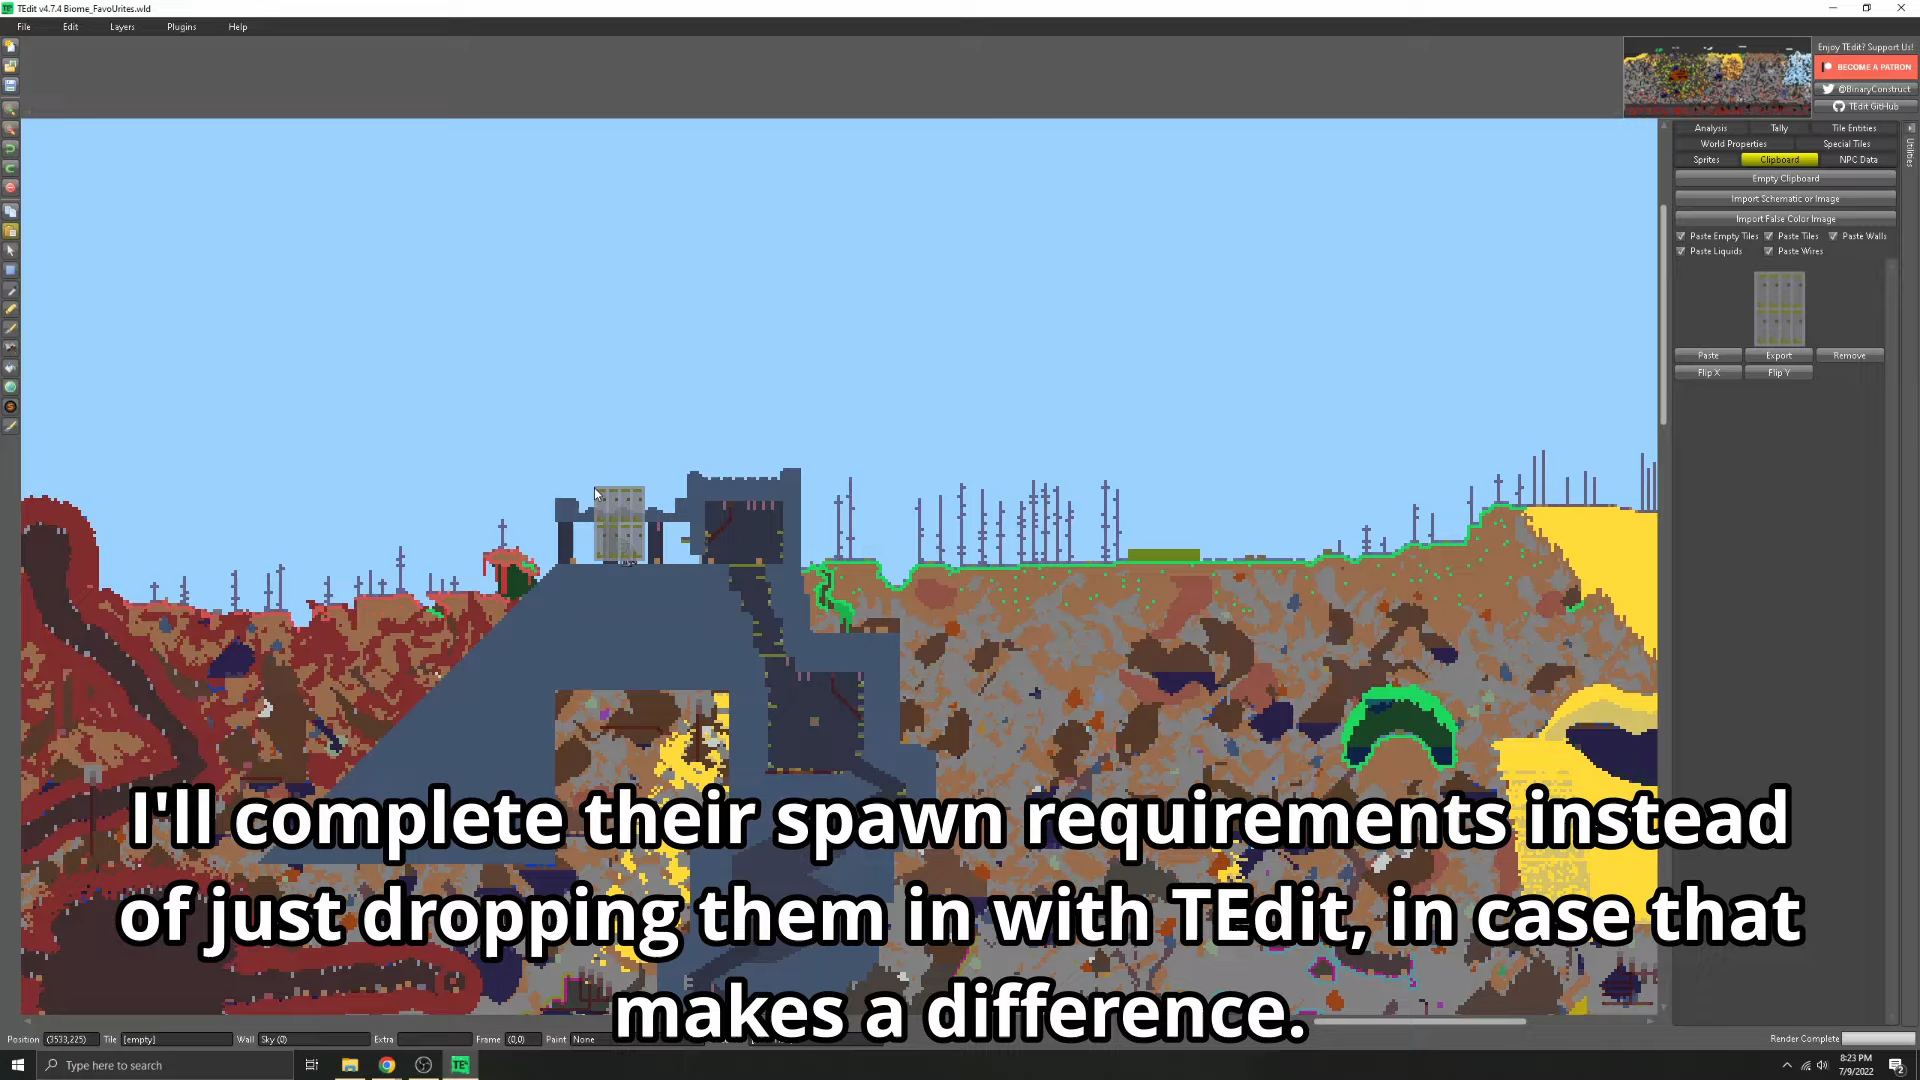 TEdit v4.7.4 Biome_FavoUrites.wld
File Edit Layers Plugins Help
Enjoy TEdit? Support Us!
BECOME A PATRON
@BinaryConstruct
TEdit GitHub
Analysis Tally Tile Entities
World Properties Special Tiles
Sprites Clipboard NPC Data
Utilities
Empty Clipboard
Import Schematic or Image
Import False Color Image
Paste Empty Tiles Paste Tiles Paste Walls
Paste Liquids Paste Wires
Paste Export Remove
Flip X Flip Y
I'll complete their spawn requirements instead
of just dropping them in with TEdit, in case that
makes a difference.
Position (3533,225) Tile [empty] Wall Sky (0) Extra Frame (0,0) Paint None
Render Complete
Type here to search
8:23 PM
7/9/2022